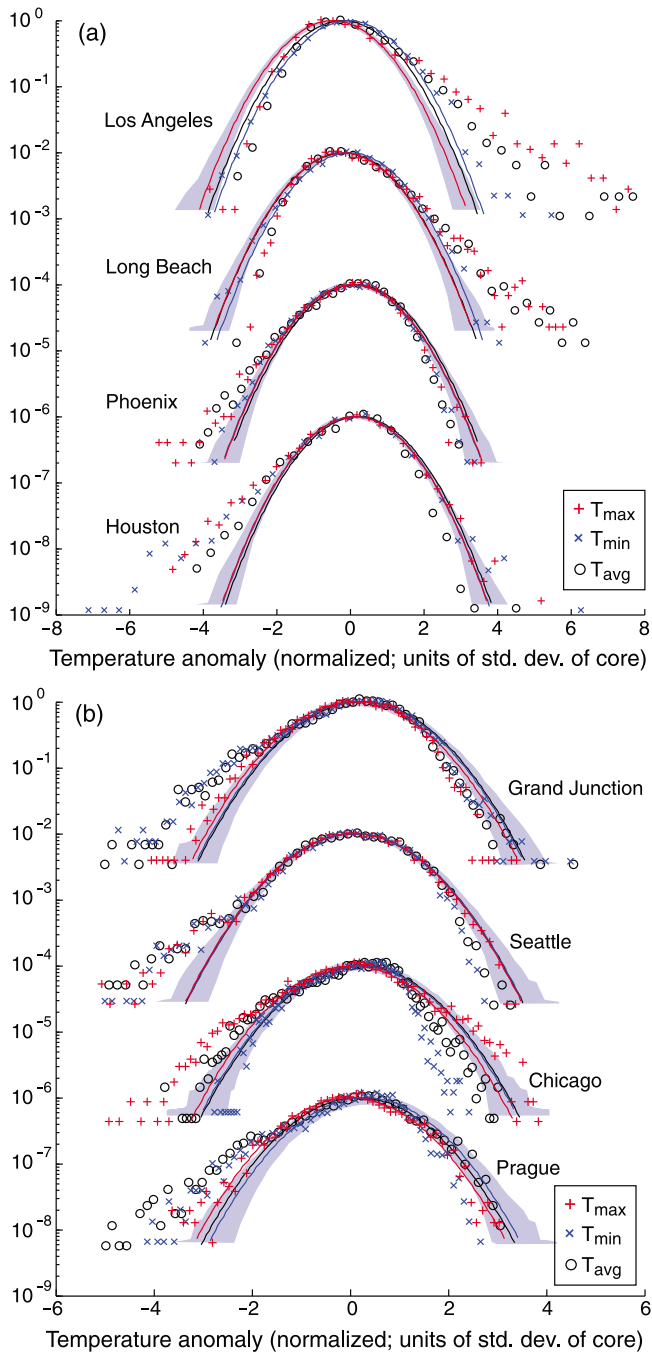 (a)
10^0
10^-1
10^-2
10^-3
10^-4
10^-5
10^-6
10^-7
10^-8
10^-9
Los Angeles
Long Beach
Phoenix
Houston
T_max
T_min
T_avg
-6 -4 -2 0 2 4 6 8
Temperature anomaly (normalized; units of std. dev. of core)
(b)
10^0
10^-1
10^-2
10^-3
10^-4
10^-5
10^-6
10^-7
10^-8
10^-9
Grand Junction
Seattle
Chicago
Prague
T_max
T_min
T_avg
-6 -4 -2 0 2 4 6
Temperature anomaly (normalized; units of std. dev. of core)